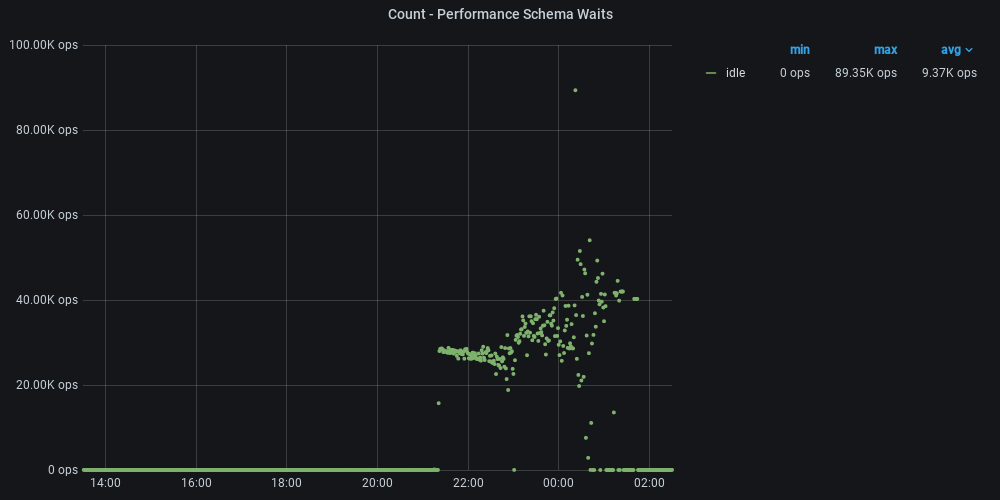 Count - Performance Schema Waits
100.00K ops
80.00K ops
60.00K ops
40.00K ops
20.00K ops
0 ops
14:00 16:00 18:00 20:00 22:00 00:00 02:00
min max avg
idle 0 ops 89.35K ops 9.37K ops